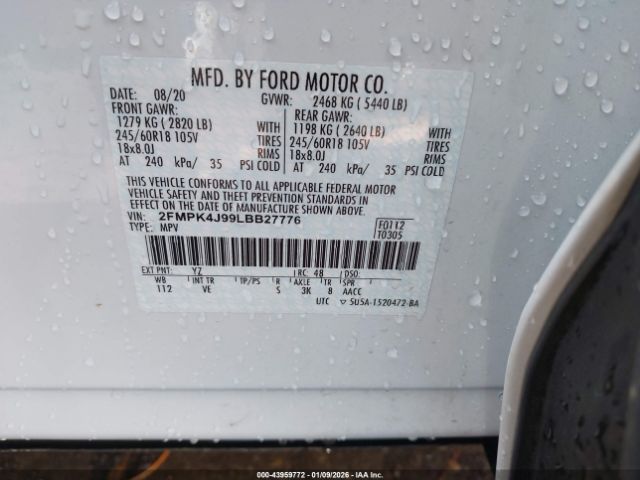 MFD. BY FORD MOTOR CO.
DATE: 08/20 GVWR: 2468 KG ( 5440 LB)
FRONT GAWR: REAR GAWR:
1279 KG ( 2820 LB) WITH 1198 KG ( 2640 LB) WITH
245/60R18 105V TIRES 245/60R18 105V TIRES
18x8.0J RIMS 18x8.0J RIMS
AT 240 kPa/ 35 PSI COLD AT 240 kPa/ 35 PSI COLD
THIS VEHICLE CONFORMS TO ALL APPLICABLE FEDERAL MOTOR
VEHICLE SAFETY AND THEFT PREVENTION STANDARDS IN
EFFECT ON THE DATE OF MANUFACTURE SHOWN ABOVE.
VIN: 2FMPK4J99LBB27776 F0112
TYPE: MPV T0305
EXT PNT: YZ RC: 48 DSO:
WB INT TR TP/PS R AXLE TR SPR
112 VE S 3K 8 AACC
UTC ▽ SU5A-1520472-BA
000-43959772 - 01/09/2026 - IAA Inc.